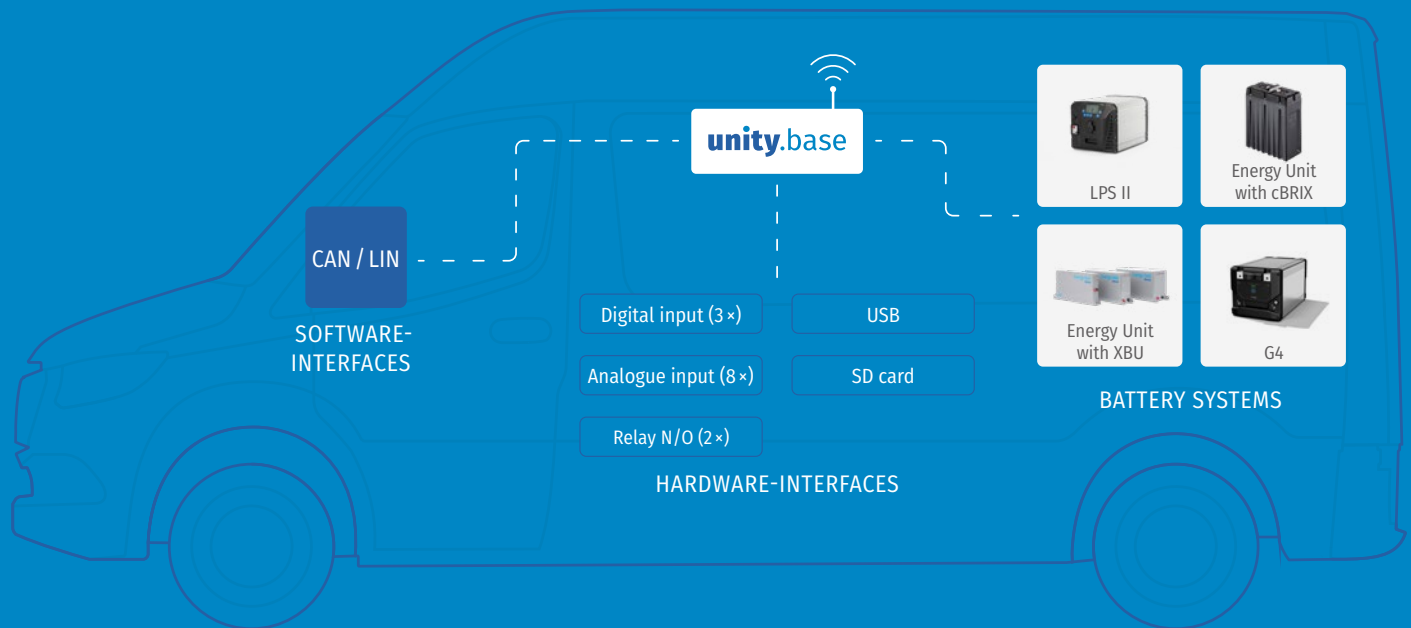 unity.base
CAN / LIN
SOFTWARE-
INTERFACES
Digital input (3×)
USB
Analogue input (8×)
SD card
Relay N/O (2×)
HARDWARE-INTERFACES
LPS II
Energy Unit
with cBRIX
Energy Unit
with XBU
G4
BATTERY SYSTEMS